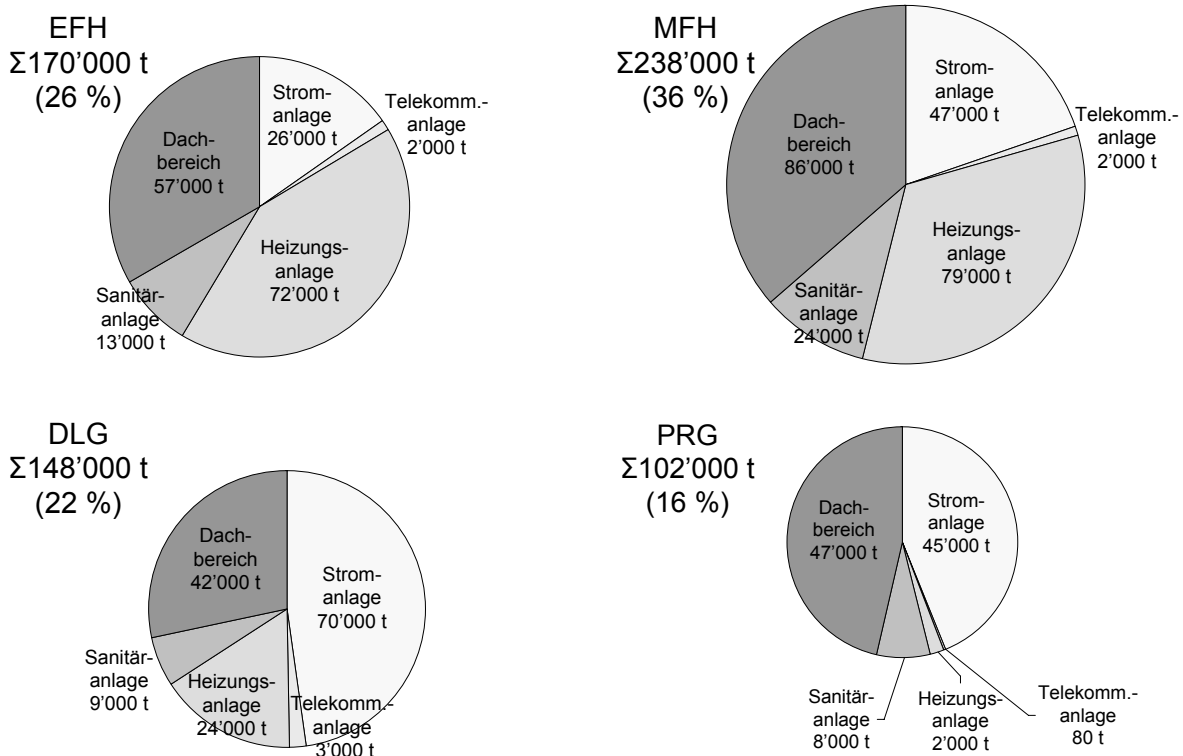 EFH
Σ170’000 t
(26 %)
Strom-
anlage
26’000 t
Telekomm.-
anlage
2’000 t
Heizungs-
anlage
72’000 t
Sanitär-
anlage
13’000 t
Dach-
bereich
57’000 t
MFH
Σ238’000 t
(36 %)
Strom-
anlage
47’000 t
Telekomm.-
anlage
2’000 t
Heizungs-
anlage
79’000 t
Sanitär-
anlage
24’000 t
Dach-
bereich
86’000 t
DLG
Σ148’000 t
(22 %)
Strom-
anlage
70’000 t
Telekomm.-
anlage
3’000 t
Heizungs-
anlage
24’000 t
Sanitär-
anlage
9’000 t
Dach-
bereich
42’000 t
PRG
Σ102’000 t
(16 %)
Strom-
anlage
45’000 t
Telekomm.-
anlage
80 t
Heizungs-
anlage
2’000 t
Sanitär-
anlage
8’000 t
Dach-
bereich
47’000 t